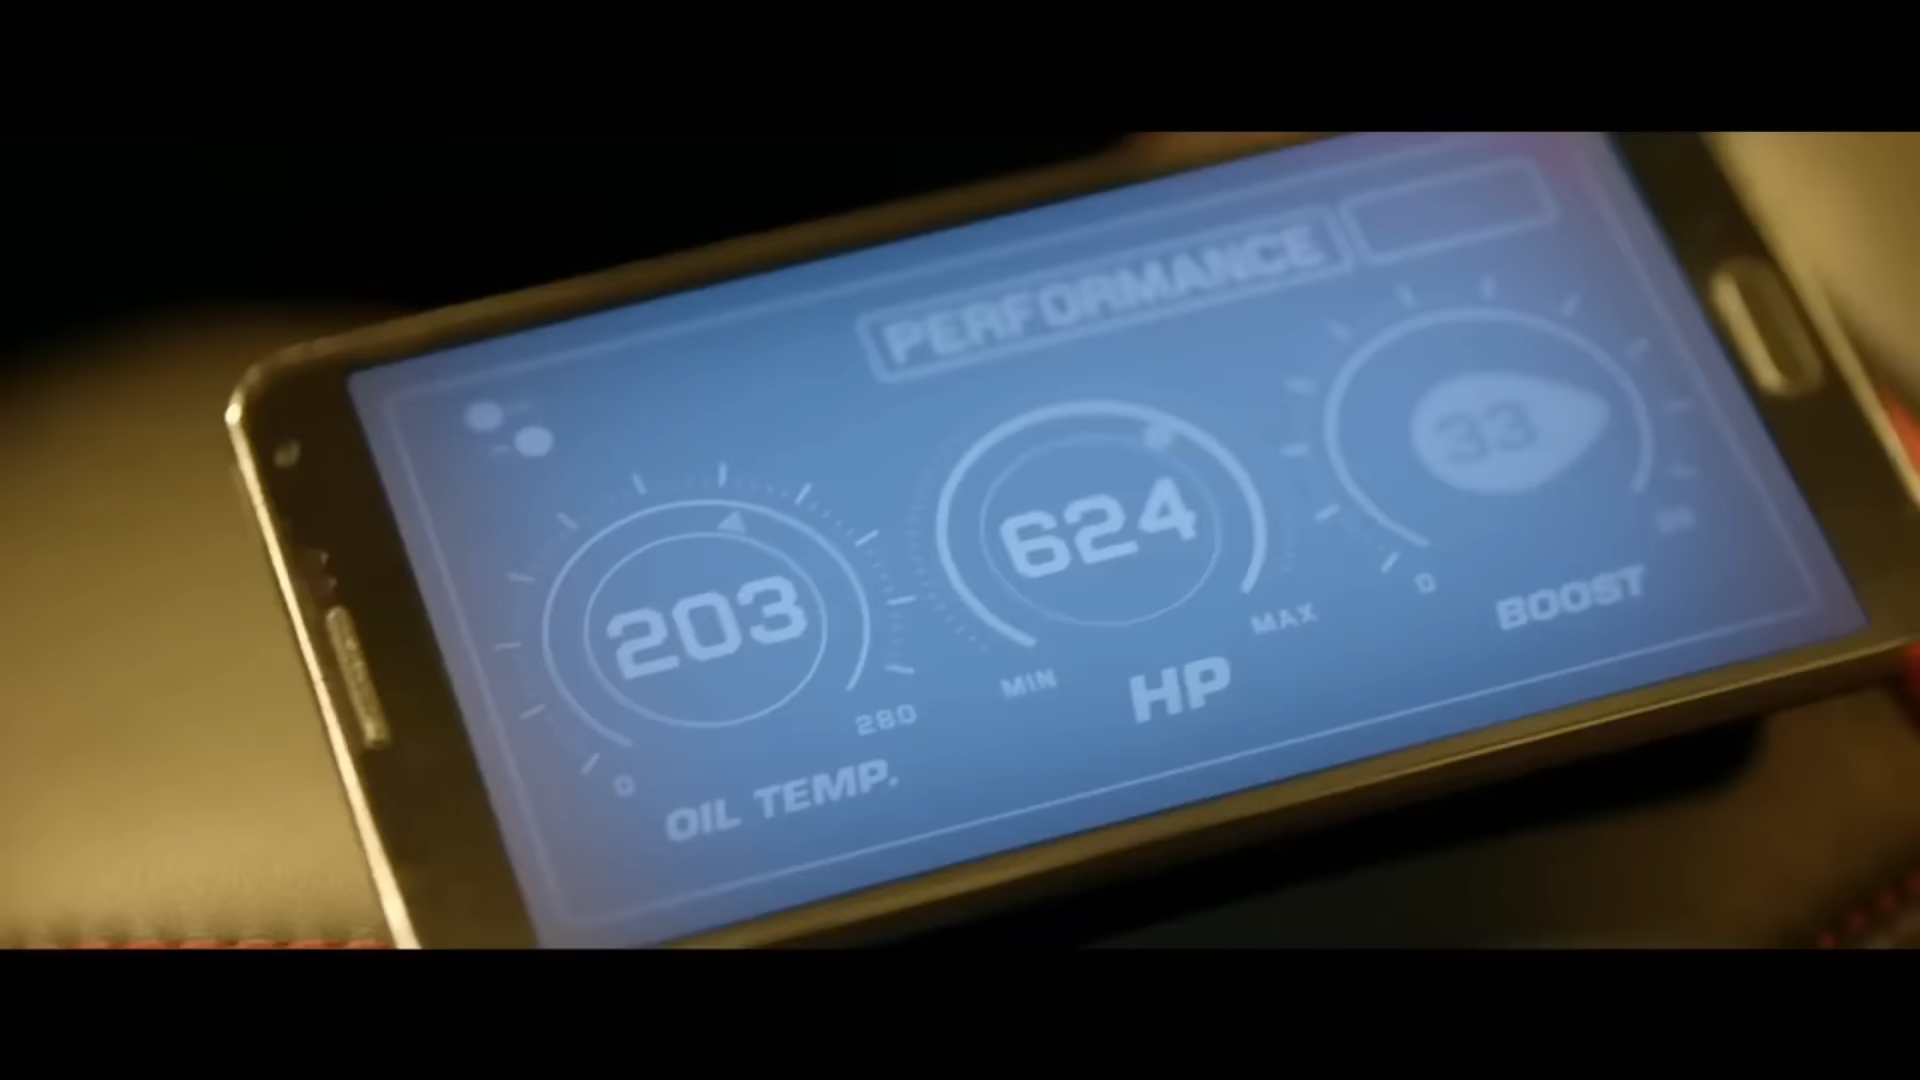 PERFORMANCE
203
0
280
OIL TEMP.
624
MIN
MAX
HP
33
0
BOOST